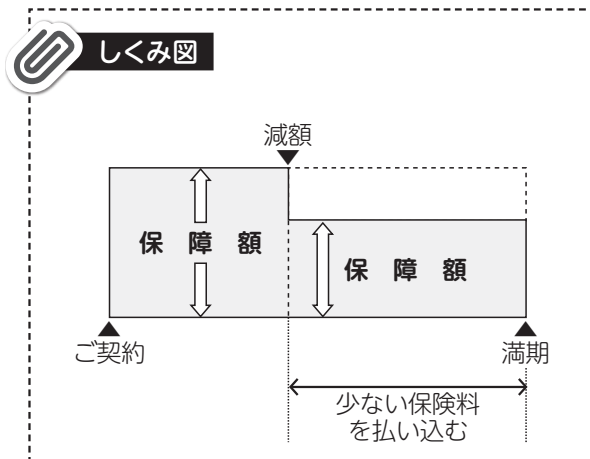 しくみ図
減額
保障額
保障額
ご契約
満期
少ない保険料
を払い込む